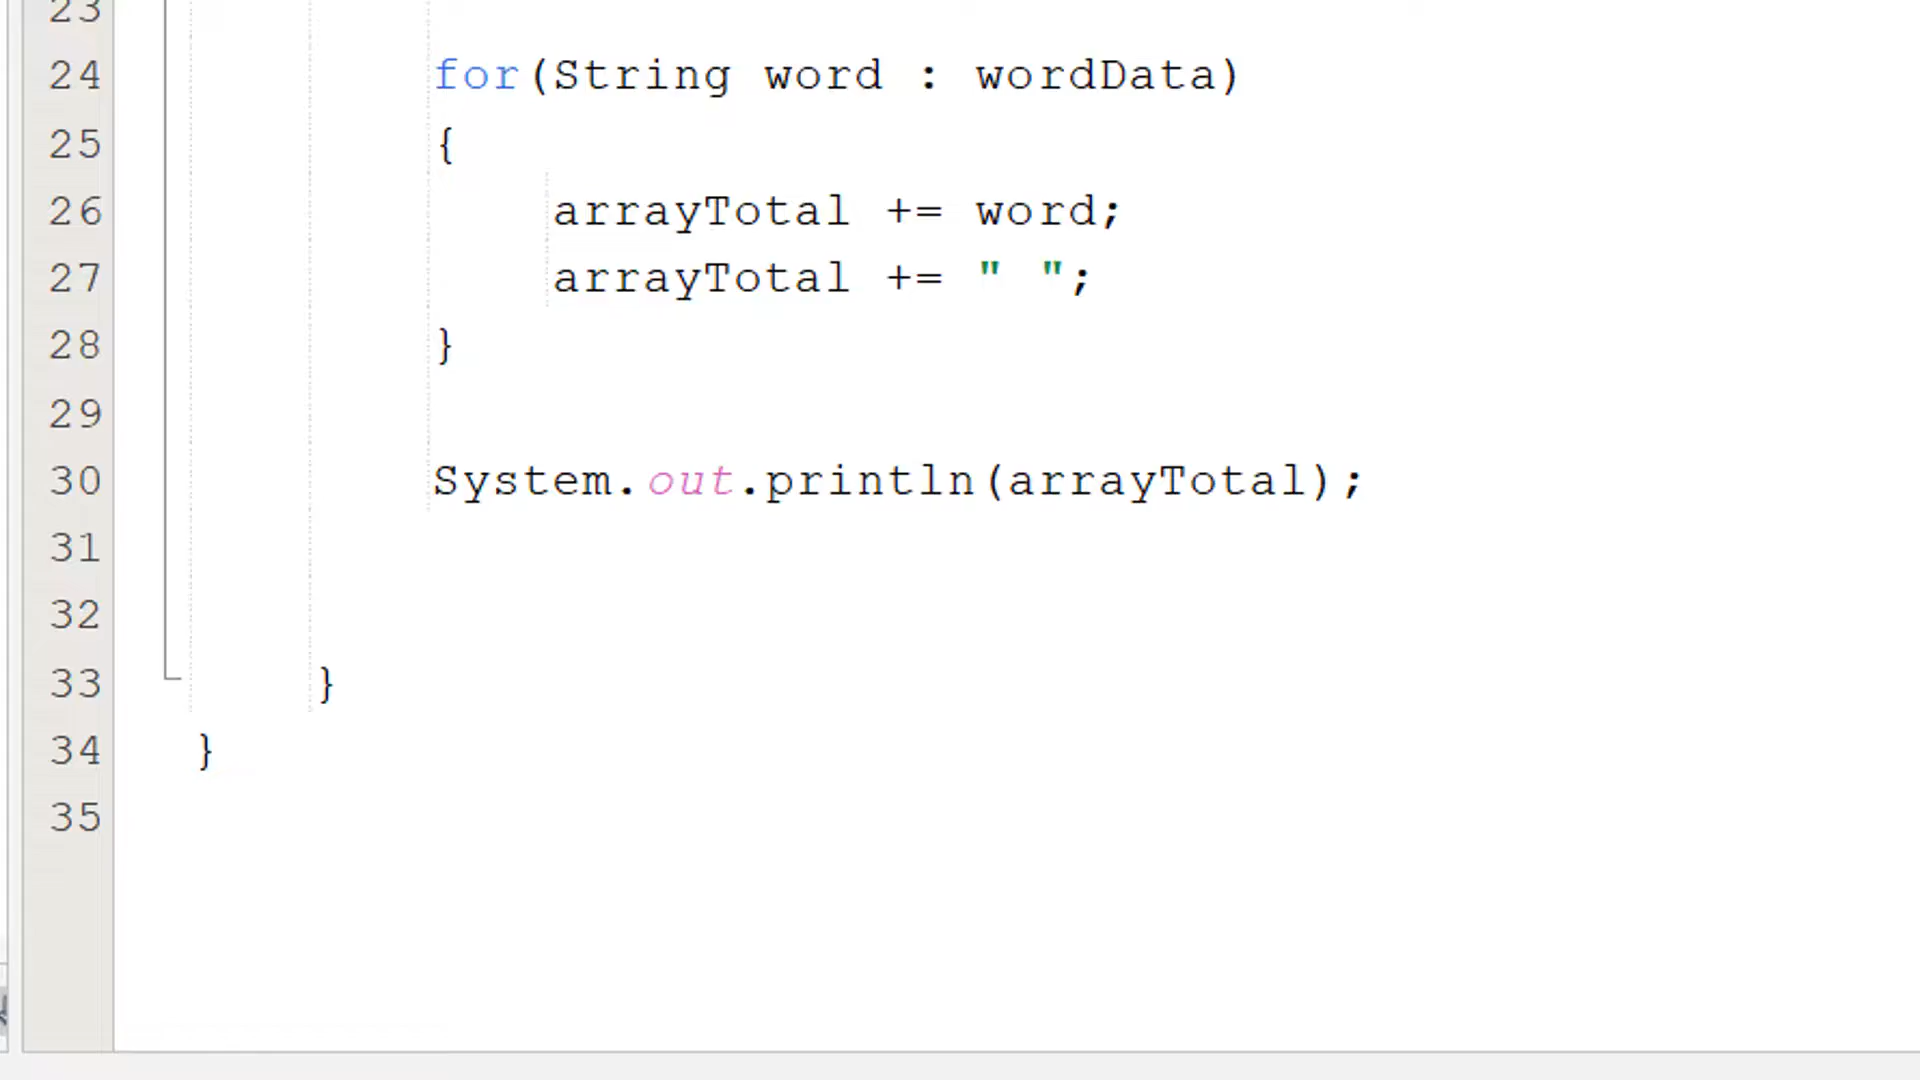 23
24 for(String word : wordData)
25 {
26 arrayTotal += word;
27 arrayTotal += " ";
28 }
29
30 System.out.println(arrayTotal);
31
32
33 }
34 }
35